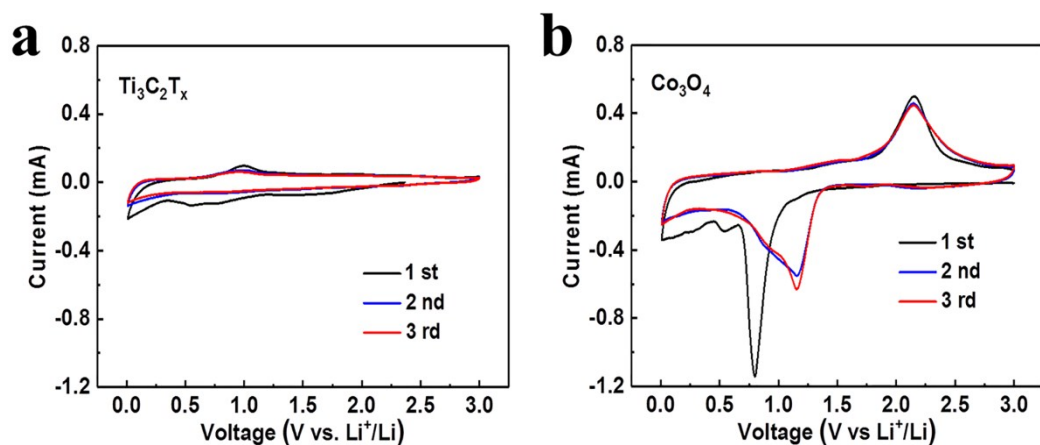 a
0.8
0.4
0.0
-0.4
-0.8
-1.2
Current (mA)
Ti₃C₂Tₓ
1 st
2 nd
3 rd
0.0 0.5 1.0 1.5 2.0 2.5 3.0
Voltage (V vs. Li⁺/Li)
b
0.8
0.4
0.0
-0.4
-0.8
-1.2
Current (mA)
Co₃O₄
1 st
2 nd
3 rd
0.0 0.5 1.0 1.5 2.0 2.5 3.0
Voltage (V vs Li⁺/Li)